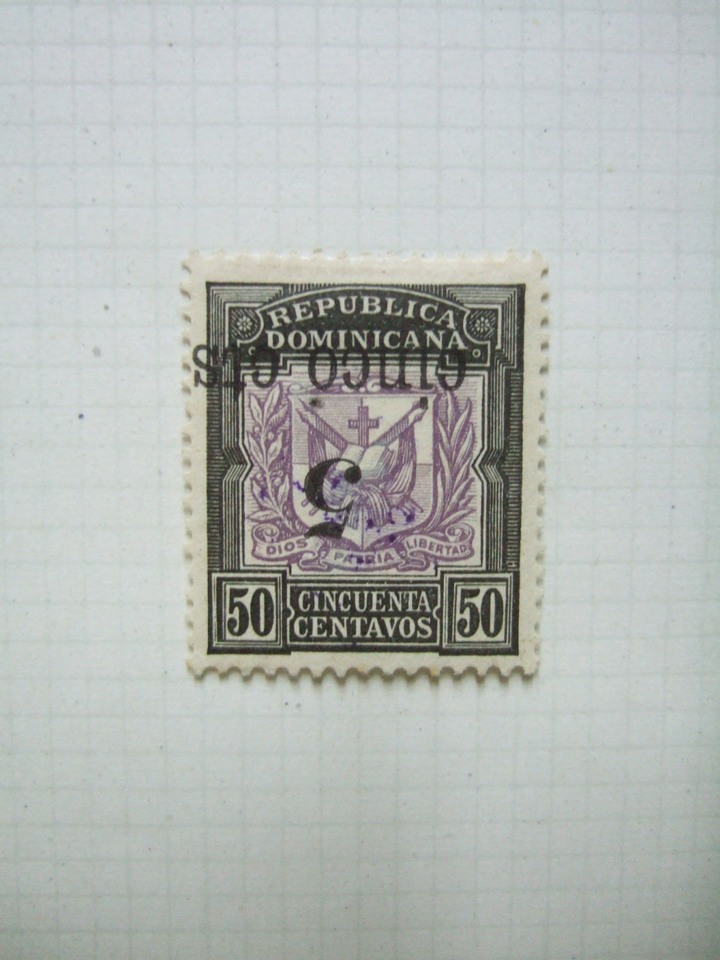 REPUBLICA
DOMINICANA
cinco cts
5
DIOS PATRIA LIBERTAD
50 CINCUENTA 50
CENTAVOS